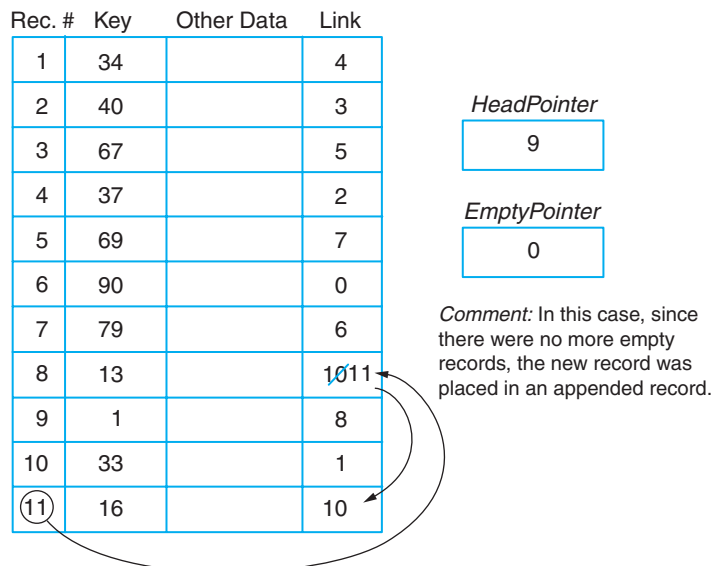 Rec. # Key Other Data Link
1 34 4
2 40 3
3 67 5
4 37 2
5 69 7
6 90 0
7 79 6
8 13 10 11
9 1 8
10 33 1
11 16 10
HeadPointer
9
EmptyPointer
0
Comment: In this case, since
there were no more empty
records, the new record was
placed in an appended record.